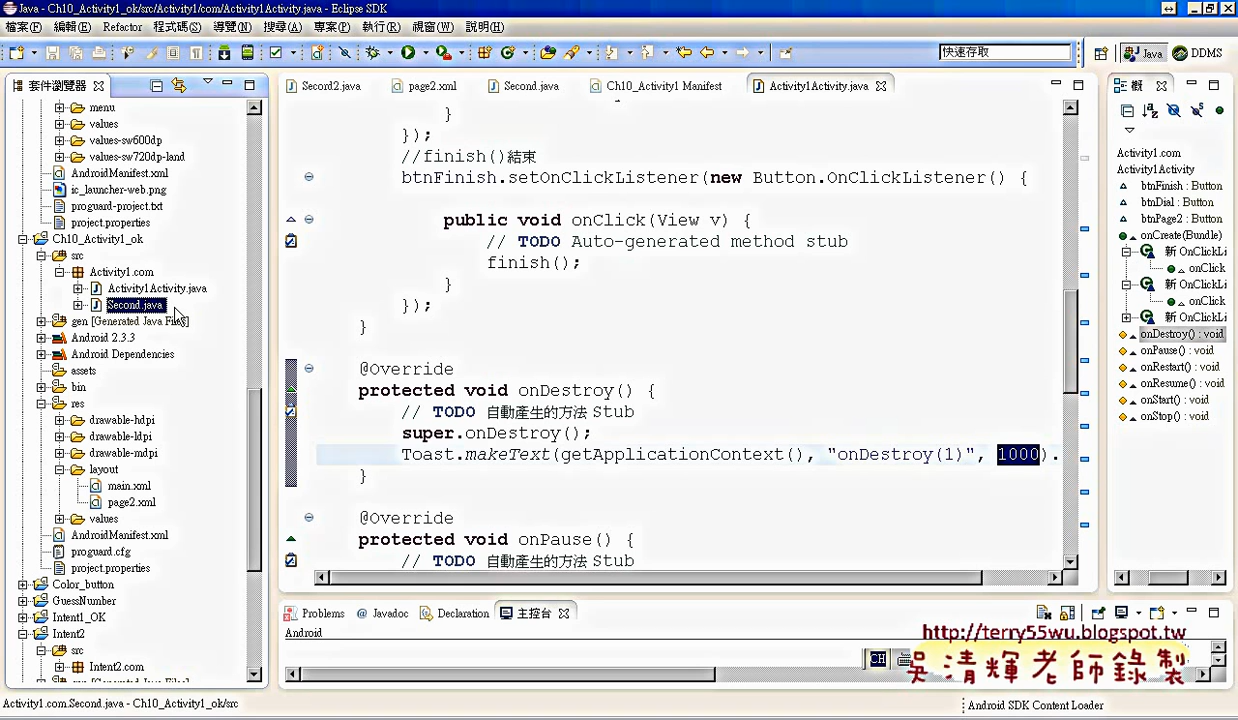 Java - Ch10_Activity1_ok/src/Activity1/com/Activity1Activity.java - Eclipse SDK
檔案(F) 編輯(E) Refactor 程式碼(S) 導覽(N) 搜尋(A) 專案(P) 執行(R) 視窗(W) 說明(H)
快速存取
Java
DDMS
套件瀏覽器
menu
values
values-sw600dp
values-sw720dp-land
AndroidManifest.xml
ic_launcher-web.png
proguard-project.txt
project.properties
Ch10_Activity1_ok
src
Activity1.com
Activity1Activity.java
Second.java
gen [Generated Java Files]
Android 2.3.3
Android Dependencies
assets
bin
res
drawable-hdpi
drawable-ldpi
drawable-mdpi
layout
main.xml
page2.xml
values
AndroidManifest.xml
proguard.cfg
project.properties
Color_button
GuessNumber
Intent1_OK
Intent2
src
Intent2.com
Secord2.java
page2.xml
Second.java
Ch10_Activity1 Manifest
Activity1Activity.java
}
});
//finish()結束
btnFinish.setOnClickListener(new Button.OnClickListener() {
public void onClick(View v) {
// TODO Auto-generated method stub
finish();
}
});
}
@Override
protected void onDestroy() {
// TODO 自動產生的方法 Stub
super.onDestroy();
Toast.makeText(getApplicationContext(), "onDestroy(1)", 1000).
}
@Override
protected void onPause() {
// TODO 自動產生的方法 Stub
概
Activity1.com
Activity1Activity
btnFinish : Button
btnDial : Button
btnPage2 : Button
onCreate(Bundle)
新 OnClickLi
onClick
新 OnClickLi
onClick
新 OnClickLi
onDestroy() : void
onPause() : void
onRestart() : void
onResume() : void
onStart() : void
onStop() : void
Problems
@ Javadoc
Declaration
主控台
Android
CH
http://terry55wu.blogspot.tw
吳清輝老師錄製
Activity1.com.Second.java - Ch10_Activity1_ok/src
Android SDK Content Loader